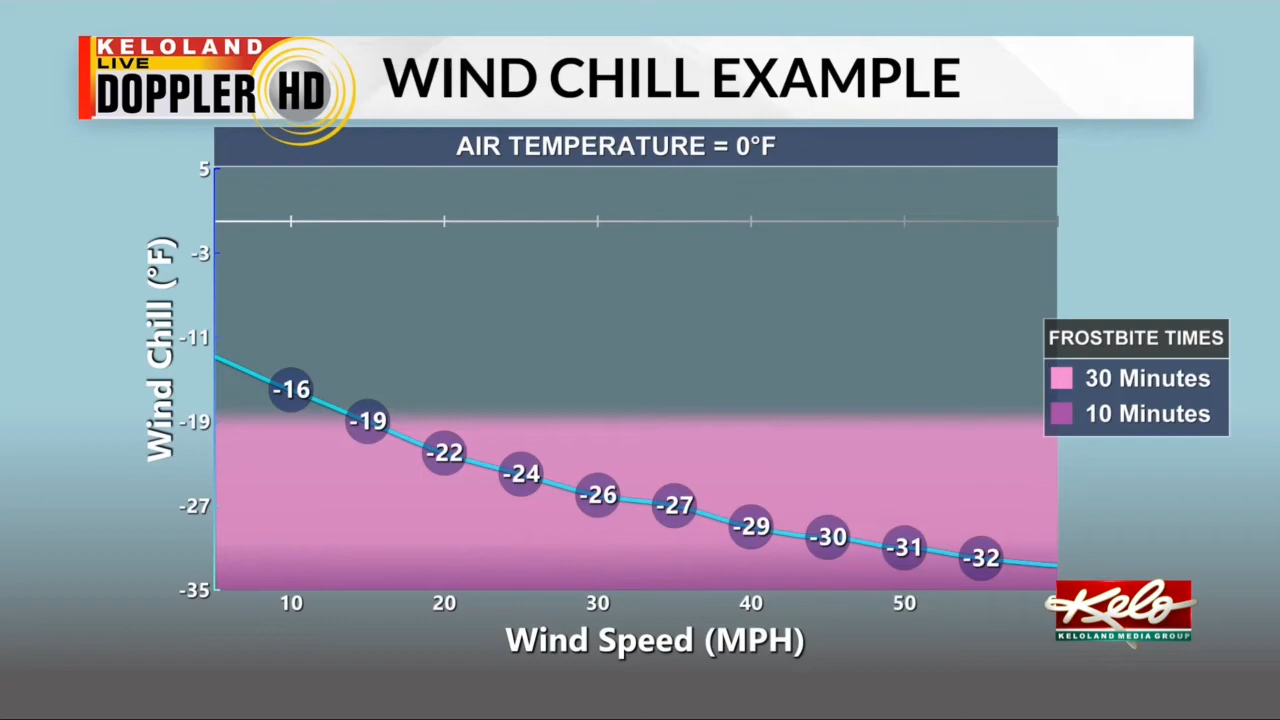 KELOLAND
LIVE
DOPPLER HD
WIND CHILL EXAMPLE
AIR TEMPERATURE = 0°F
Wind Chill (°F)
5
-3
-11
-19
-27
-35
-16
-19
-22
-24
-26
-27
-29
-30
-31
-32
10
20
30
40
50
Wind Speed (MPH)
FROSTBITE TIMES
30 Minutes
10 Minutes
Kelo
KELOLAND MEDIA GROUP